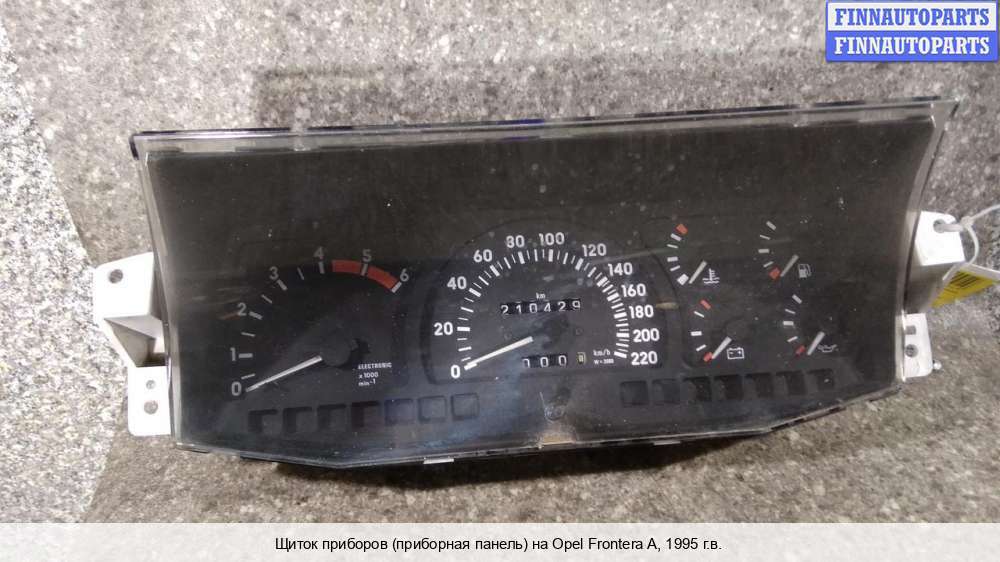 FINNAUTOPARTS
FINNAUTOPARTS
0 1 2 3 4 5 6
ELECTRONIC
x 1000
min-1
0 20 40 60 80 100 120 140 160 180 200 220
km
210429
km/h
W = 2080
Щиток приборов (приборная панель) на Opel Frontera A, 1995 г.в.